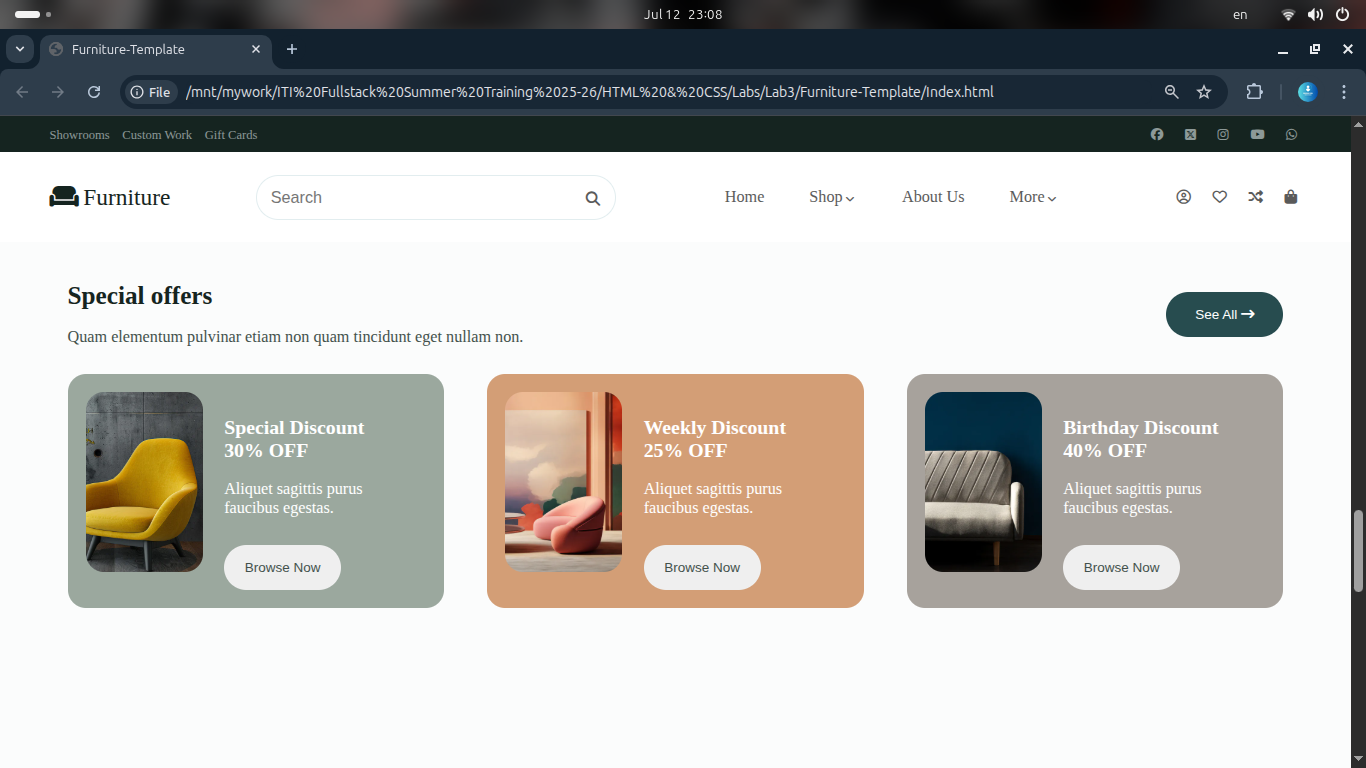 Jul 12 23:08
en
Furniture-Template
File
/mnt/mywork/ITI%20Fullstack%20Summer%20Training%2025-26/HTML%20&%20CSS/Labs/Lab3/Furniture-Template/Index.html
Showrooms Custom Work Gift Cards
Furniture
Search
Home Shop About Us More
Special offers
See All
Quam elementum pulvinar etiam non quam tincidunt eget nullam non.
Special Discount
30% OFF
Aliquet sagittis purus
faucibus egestas.
Browse Now
Weekly Discount
25% OFF
Aliquet sagittis purus
faucibus egestas.
Browse Now
Birthday Discount
40% OFF
Aliquet sagittis purus
faucibus egestas.
Browse Now